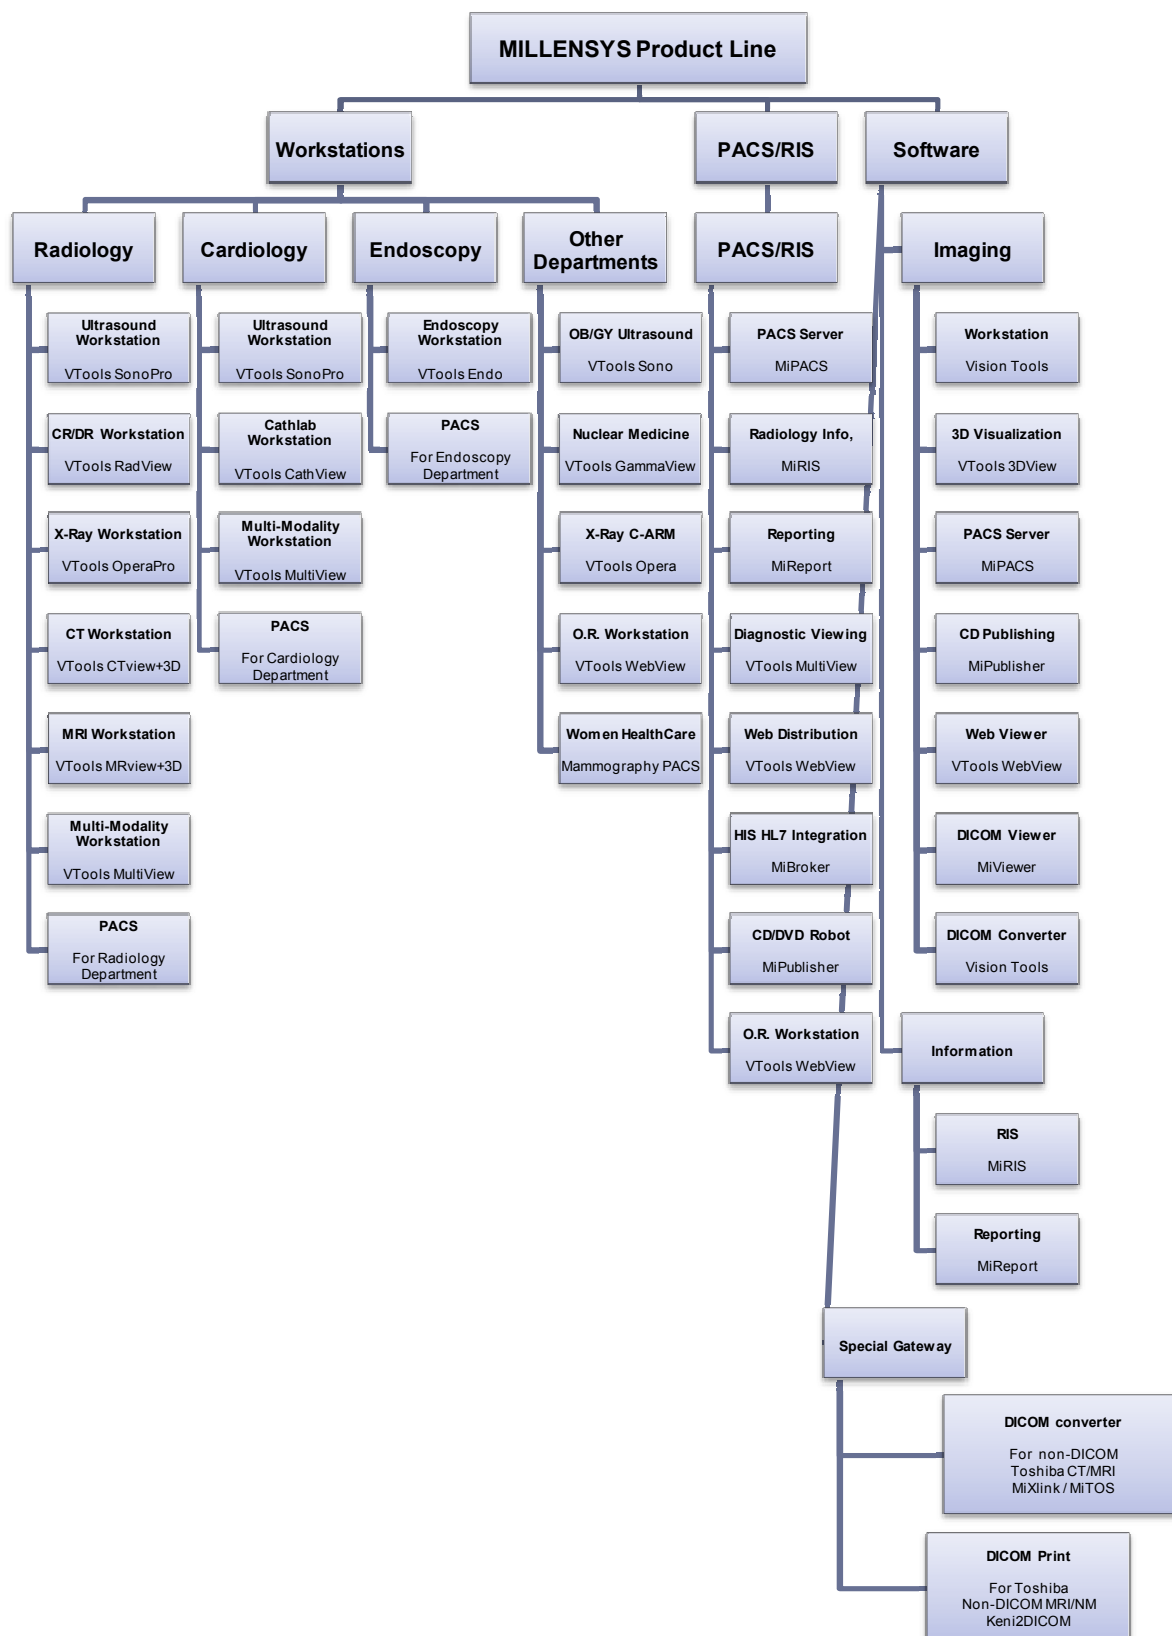 MILLENSYS Product Line
Workstations
PACS/RIS
Software
Radiology
Cardiology
Endoscopy
Other
Departments
PACS/RIS
Imaging
Ultrasound
Workstation
VTools SonoPro
CR/DR Workstation
VTools RadView
X-Ray Workstation
VTools OperaPro
CT Workstation
VTools CTview+3D
MRI Workstation
VTools MRview+3D
Multi-Modality
Workstation
VTools MultiView
PACS
For Radiology
Department
Ultrasound
Workstation
VTools SonoPro
Cathlab
Workstation
VTools CathView
Multi-Modality
Workstation
VTools MultiView
PACS
For Cardiology
Department
Endoscopy
Workstation
VTools Endo
PACS
For Endoscopy
Department
OB/GY Ultrasound
VTools Sono
Nuclear Medicine
VTools GammaView
X-Ray C-ARM
VTools Opera
O.R. Workstation
VTools WebView
Women HealthCare
Mammography PACS
PACS Server
MiPACS
Radiology Info,
MiRIS
Reporting
MiReport
Diagnostic Viewing
VTools MultiView
Web Distribution
VTools WebView
HIS HL7 Integration
MiBroker
CD/DVD Robot
MiPublisher
O.R. Workstation
VTools WebView
Workstation
Vision Tools
3D Visualization
VTools 3DView
PACS Server
MiPACS
CD Publishing
MiPublisher
Web Viewer
VTools WebView
DICOM Viewer
MiViewer
DICOM Converter
Vision Tools
Information
RIS
MiRIS
Reporting
MiReport
Special Gateway
DICOM converter
For non-DICOM
Toshiba CT/MRI
MiXlink / MiTOS
DICOM Print
For Toshiba
Non-DICOM MRI/NM
Keni2DICOM